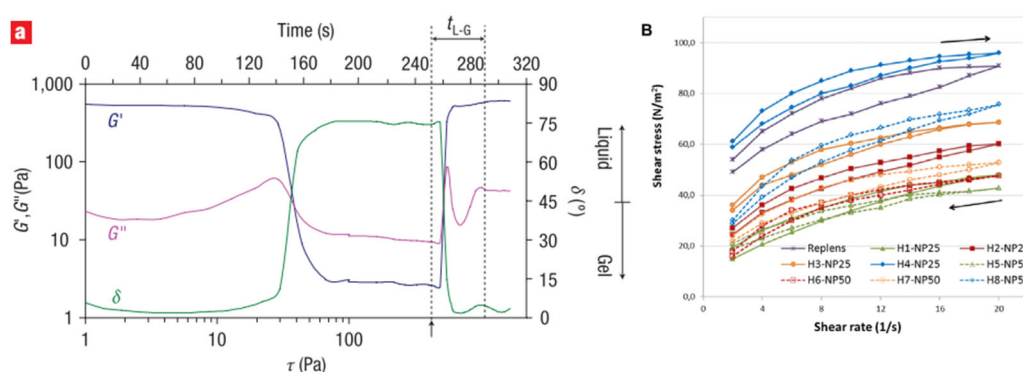 a
Time (s)
t L-G
0 40 80 120 160 200 250 260 280 320
1,000
100
10
1
G', G''(Pa)
G'
G''
δ
90
75
60
45
30
15
0
Liquid
δ (°)
Gel
1 10 100
τ (Pa)
B
100,0
80,0
60,0
40,0
20,0
0,0
Shear stress (N/m²)
Replens H1-NP25 H2-NP2
H3-NP25 H4-NP25 H5-NP5
H6-NP50 H7-NP50 H8-NP5
0 4 8 12 16 20
Shear rate (1/s)